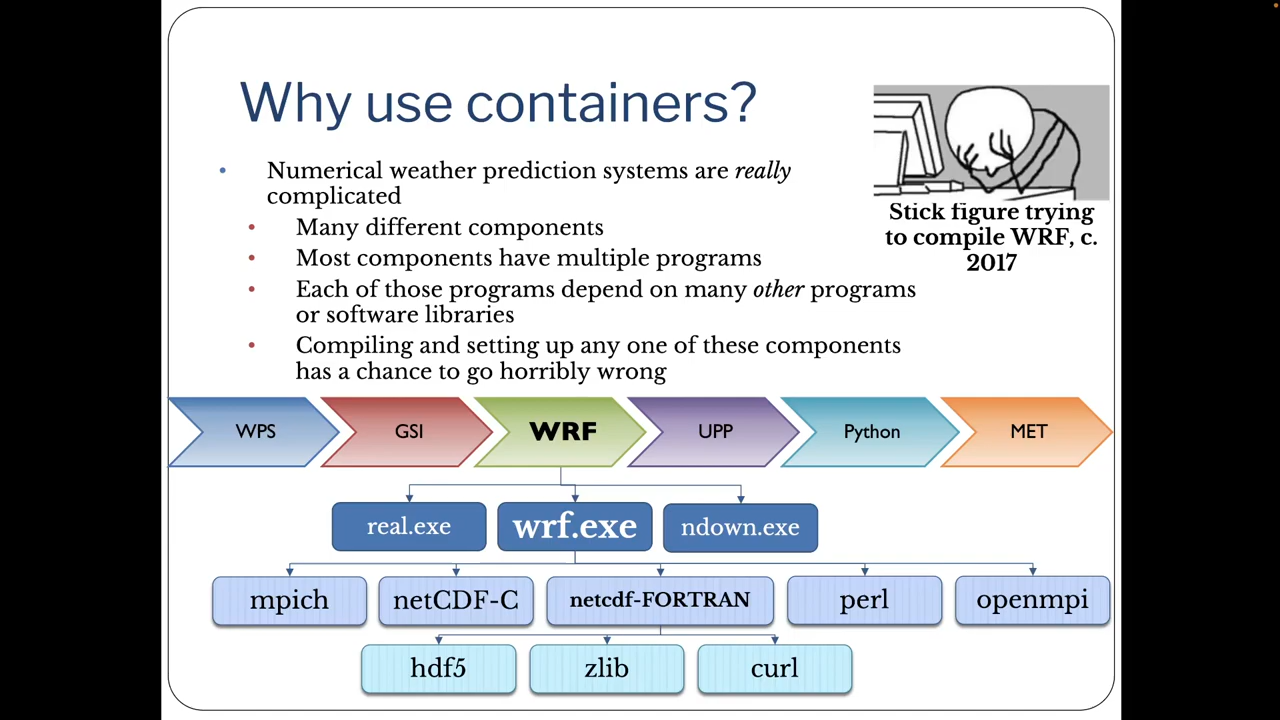 Why use containers?
Numerical weather prediction systems are really
complicated
Many different components
Most components have multiple programs
Each of those programs depend on many other programs
or software libraries
Compiling and setting up any one of these components
has a chance to go horribly wrong
Stick figure trying
to compile WRF, c.
2017
WPS
GSI
WRF
UPP
Python
MET
real.exe
wrf.exe
ndown.exe
mpich
netCDF-C
netcdf-FORTRAN
perl
openmpi
hdf5
zlib
curl